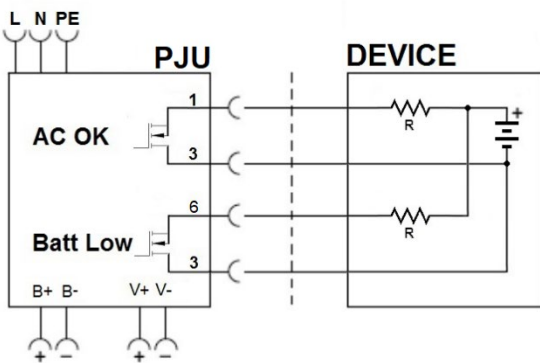 L N PE
PJU DEVICE
1
R
+
AC OK
3
6
R
Batt Low
3
B+ B- V+ V-
+ − + −